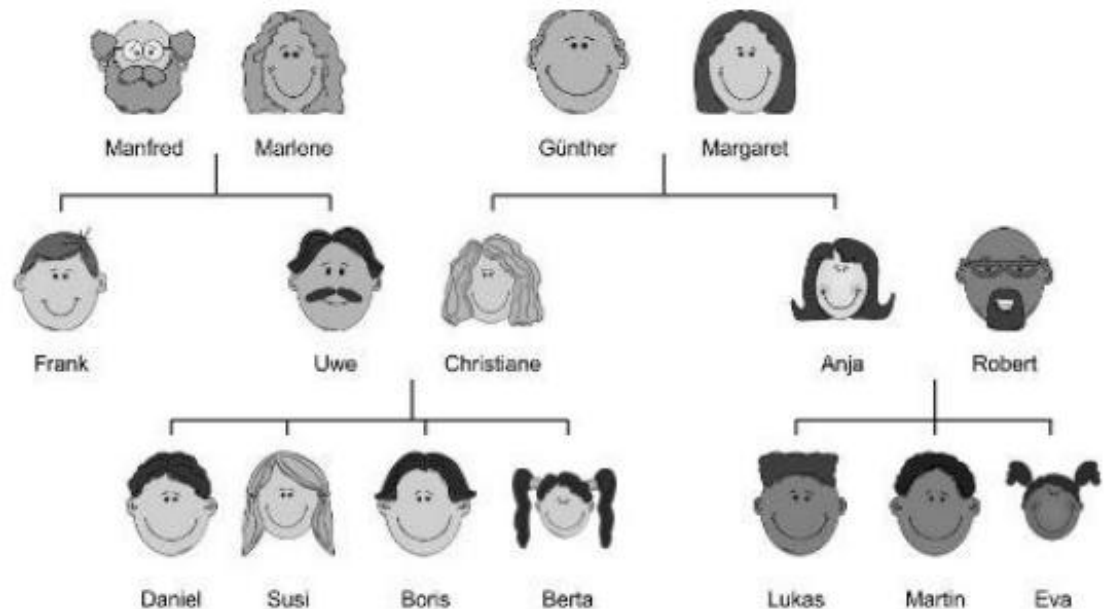 Manfred Marlene Günther Margaret
Frank Uwe Christiane Anja Robert
Daniel Susi Boris Berta Lukas Martin Eva